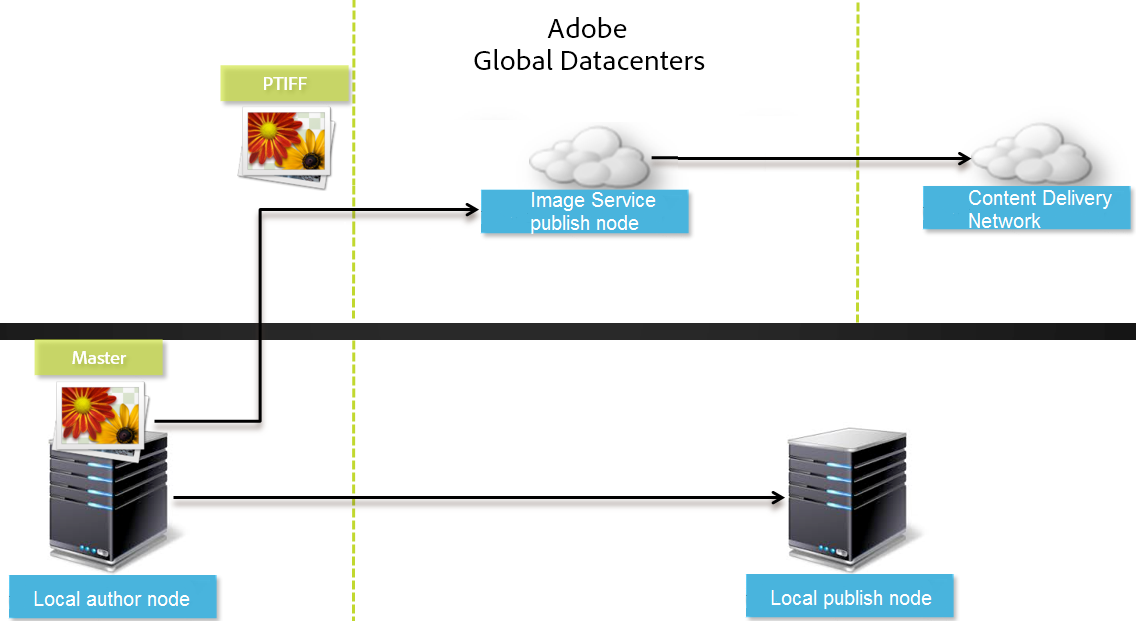 Adobe
Global Datacenters
PTIFF
Image Service
publish node
Content Delivery
Network
Master
Local author node
Local publish node